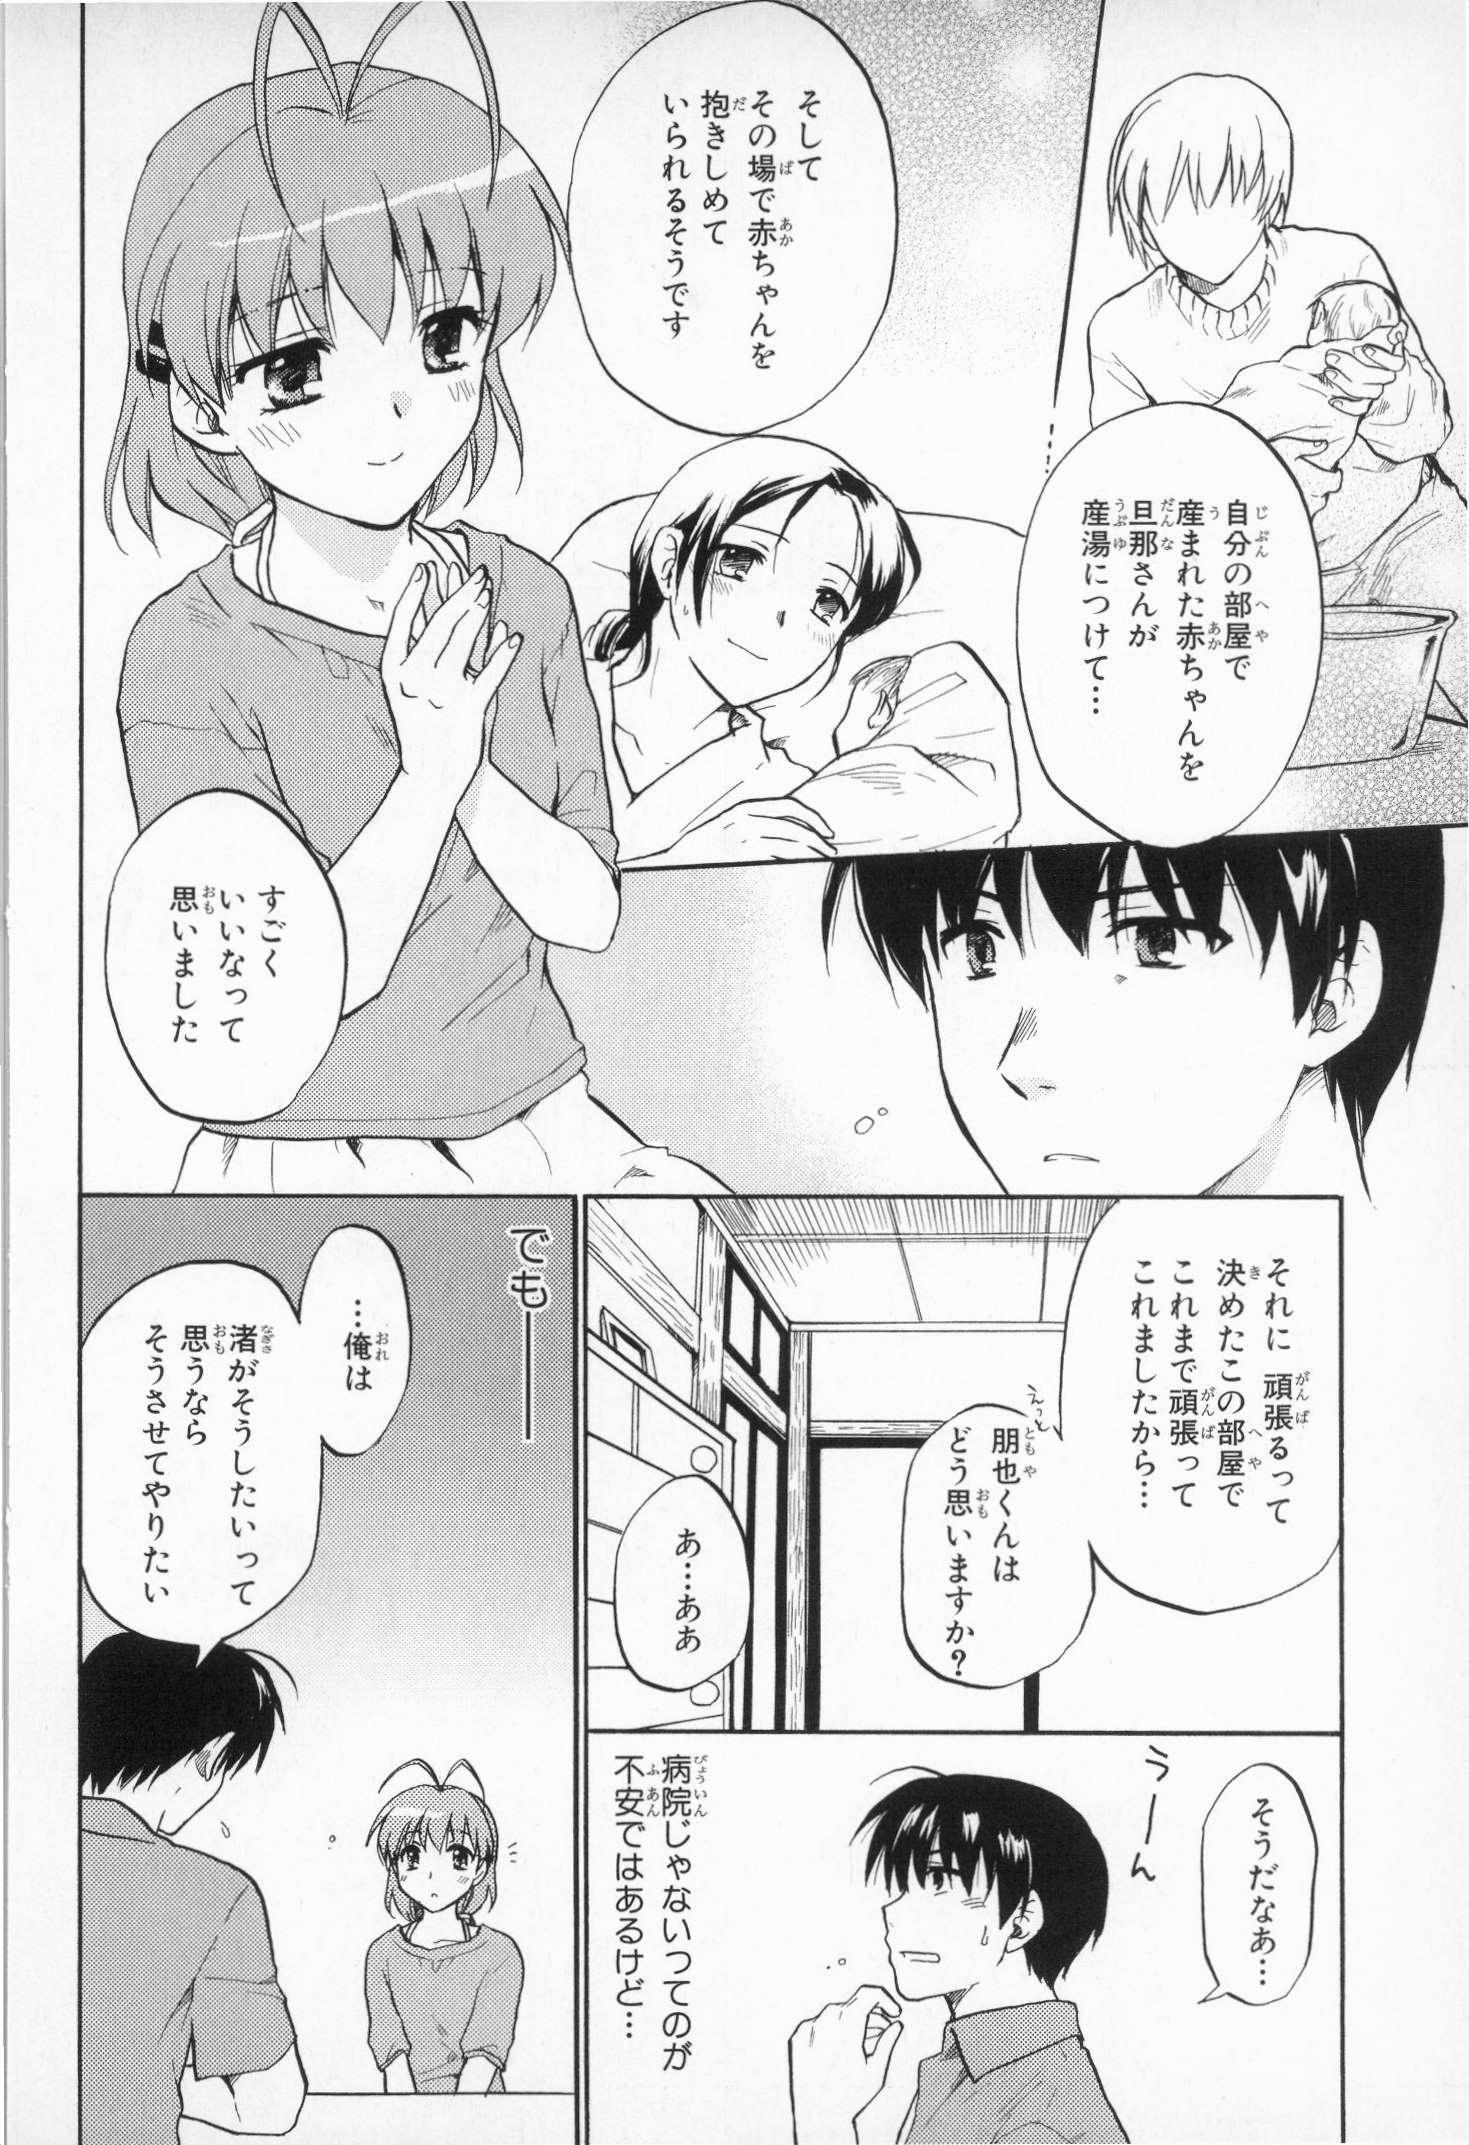 自分の部屋で
産まれた赤ちゃんを
旦那さんが
産湯につけて…
そして
その場で赤ちゃんを
抱きしめて
いられるそうです
すごく
いいなって
思いました
それに 頑張るって
決めたこの部屋で
これまで頑張って
これましたから…
えぅと
朋也くんは
どう思いますか?
あ…ああ
そうだなあ…
うーん
病院じゃないってのが
不安ではあるけど…
でも――
…俺は
渚がそうしたいって
思うなら
そうさせてやりたい